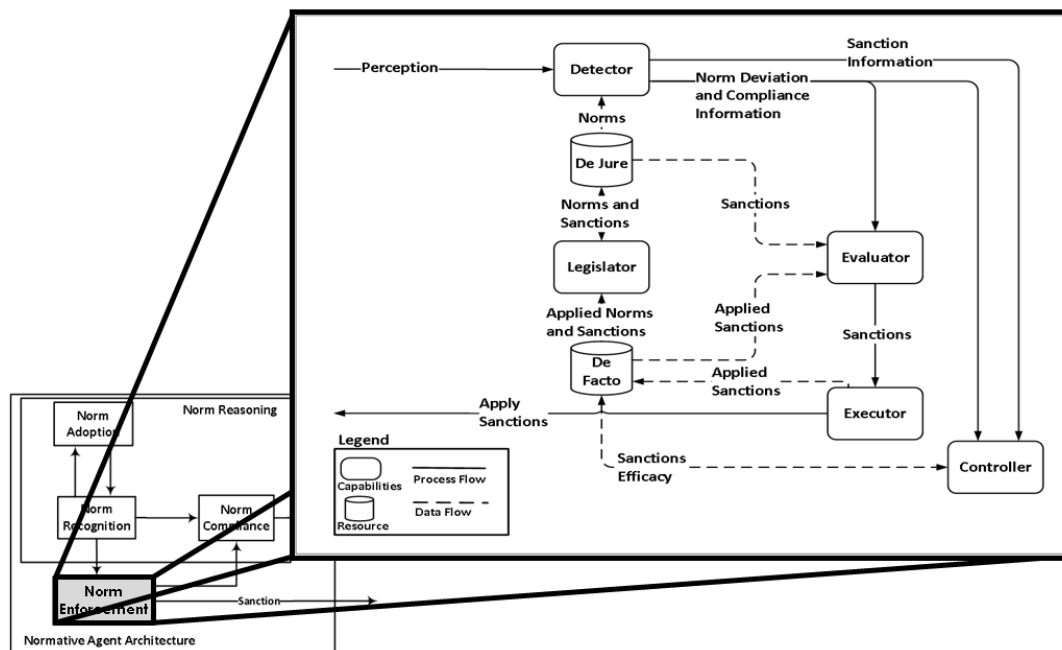 Perception
Detector
Sanction
Information
Norm Deviation
and Compliance
Information
Norms
De Jure
Norms and
Sanctions
Sanctions
Evaluator
Legislator
Applied Norms
and Sanctions
Applied
Sanctions
Sanctions
De
Facto
Applied
Sanctions
Executor
Apply
Sanctions
Sanctions
Efficacy
Controller
Legend
Capabilities
Process Flow
Resource
Data Flow
Norm Reasoning
Norm
Adoption
Norm
Recognition
Norm
Compliance
Norm
Enforcement
Sanction
Normative Agent Architecture